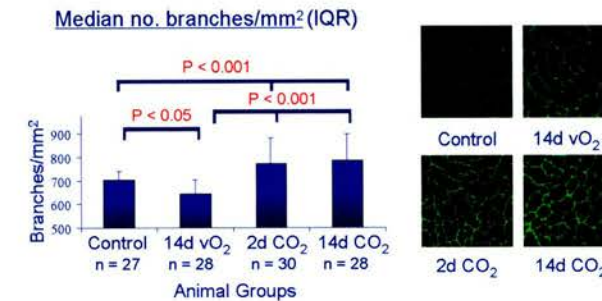 Median no. branches/mm² (IQR)
P < 0.001
P < 0.05
P < 0.001
Branches/mm²
900
800
700
600
500
Control
n = 27
14d vO₂
n = 28
2d CO₂
n = 30
14d CO₂
n = 28
Animal Groups
Control
14d vO₂
2d CO₂
14d CO₂